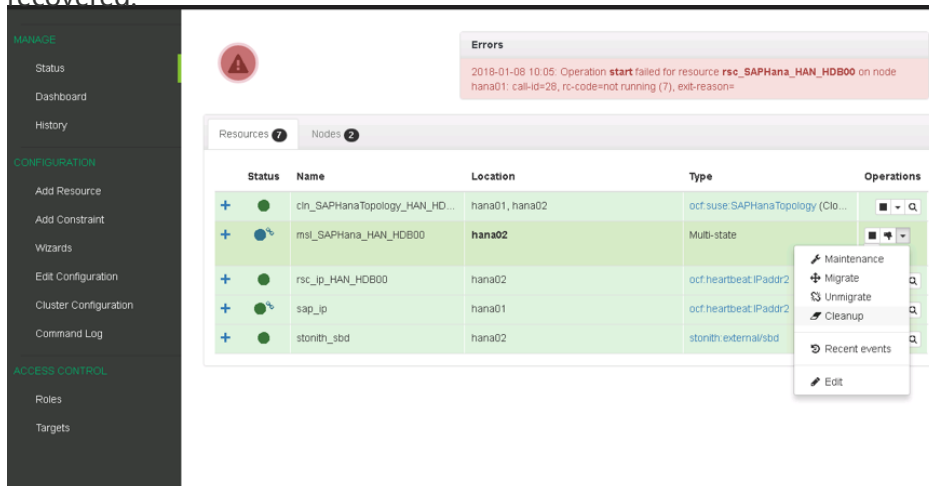 recovered.
MANAGE
Status
Dashboard
History
CONFIGURATION
Add Resource
Add Constraint
Wizards
Edit Configuration
Cluster Configuration
Command Log
ACCESS CONTROL
Roles
Targets
Errors
2018-01-08 10:05: Operation start failed for resource rsc_SAPHana_HAN_HDB00 on node
hana01: call-id=28, rc-code=not running (7), exit-reason=
Resources 7 Nodes 2
Status Name Location Type Operations
cln_SAPHanaTopology_HAN_HD... hana01, hana02 ocf:suse:SAPHanaTopology (Clo...
msl_SAPHana_HAN_HDB00 hana02 Multi-state
rsc_ip_HAN_HDB00 hana02 ocf:heartbeat:IPaddr2
sap_ip hana01 ocf:heartbeat:IPaddr2
stonith_sbd hana02 stonith:external/sbd
Maintenance
Migrate
Unmigrate
Cleanup
Recent events
Edit